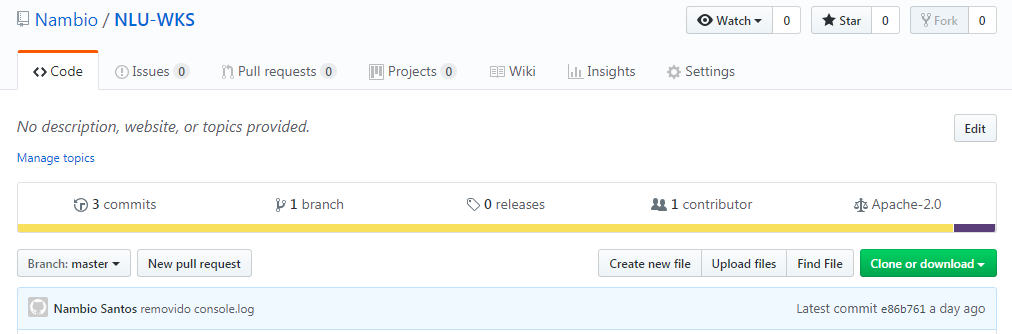 Nambio / NLU-WKS Watch 0 Star 0 Fork 0
Code Issues 0 Pull requests 0 Projects 0 Wiki Insights Settings
No description, website, or topics provided. Edit
Manage topics
3 commits 1 branch 0 releases 1 contributor Apache-2.0
Branch: master New pull request Create new file Upload files Find File Clone or download
Nambio Santos removido console.log Latest commit e86b761 a day ago